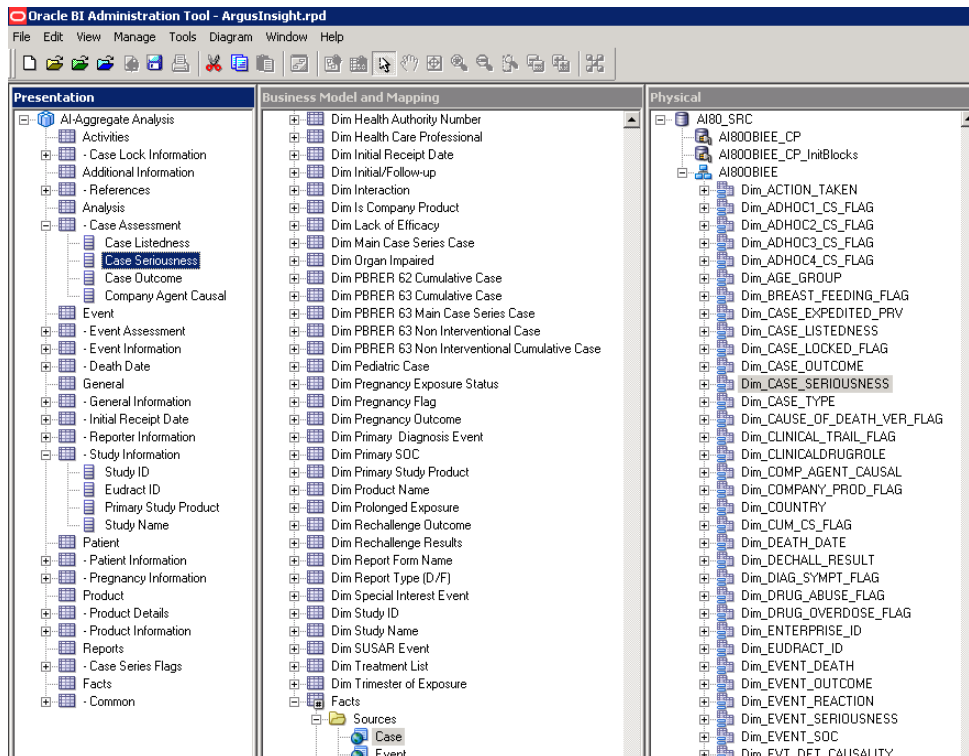 Oracle BI Administration Tool - ArgusInsight.rpd
File Edit View Manage Tools Diagram Window Help
Presentation
AI-Aggregate Analysis
Activities
- Case Lock Information
Additional Information
- References
Analysis
- Case Assessment
Case Listedness
Case Seriousness
Case Outcome
Company Agent Causal
Event
- Event Assessment
- Event Information
- Death Date
General
- General Information
- Initial Receipt Date
- Reporter Information
- Study Information
Study ID
Eudract ID
Primary Study Product
Study Name
Patient
- Patient Information
- Pregnancy Information
Product
- Product Details
- Product Information
Reports
- Case Series Flags
Facts
- Common
Business Model and Mapping
Dim Health Authority Number
Dim Health Care Professional
Dim Initial Receipt Date
Dim Initial/Follow-up
Dim Interaction
Dim Is Company Product
Dim Lack of Efficacy
Dim Main Case Series Case
Dim Organ Impaired
Dim PBRER 62 Cumulative Case
Dim PBRER 63 Cumulative Case
Dim PBRER 63 Main Case Series Case
Dim PBRER 63 Non Interventional Case
Dim PBRER 63 Non Interventional Cumulative Case
Dim Pediatric Case
Dim Pregnancy Exposure Status
Dim Pregnancy Flag
Dim Pregnancy Outcome
Dim Primary Diagnosis Event
Dim Primary SOC
Dim Primary Study Product
Dim Product Name
Dim Prolonged Exposure
Dim Rechallenge Outcome
Dim Rechallenge Results
Dim Report Form Name
Dim Report Type (D/F)
Dim Special Interest Event
Dim Study ID
Dim Study Name
Dim SUSAR Event
Dim Treatment List
Dim Trimester of Exposure
Facts
Sources
Case
Event
Physical
AI80_SRC
AI80OBIEE_CP
AI80OBIEE_CP_InitBlocks
AI80OBIEE
Dim_ACTION_TAKEN
Dim_ADHOC1_CS_FLAG
Dim_ADHOC2_CS_FLAG
Dim_ADHOC3_CS_FLAG
Dim_ADHOC4_CS_FLAG
Dim_AGE_GROUP
Dim_BREAST_FEEDING_FLAG
Dim_CASE_EXPEDITED_PRV
Dim_CASE_LISTEDNESS
Dim_CASE_LOCKED_FLAG
Dim_CASE_OUTCOME
Dim_CASE_SERIOUSNESS
Dim_CASE_TYPE
Dim_CAUSE_OF_DEATH_VER_FLAG
Dim_CLINICAL_TRAIL_FLAG
Dim_CLINICALDRUGROLE
Dim_COMP_AGENT_CAUSAL
Dim_COMPANY_PROD_FLAG
Dim_COUNTRY
Dim_CUM_CS_FLAG
Dim_DEATH_DATE
Dim_DECHALL_RESULT
Dim_DIAG_SYMPT_FLAG
Dim_DRUG_ABUSE_FLAG
Dim_DRUG_OVERDOSE_FLAG
Dim_ENTERPRISE_ID
Dim_EUDRACT_ID
Dim_EVENT_DEATH
Dim_EVENT_OUTCOME
Dim_EVENT_REACTION
Dim_EVENT_SERIOUSNESS
Dim_EVENT_SOC
Dim_EVT_DET_CAUSALITY